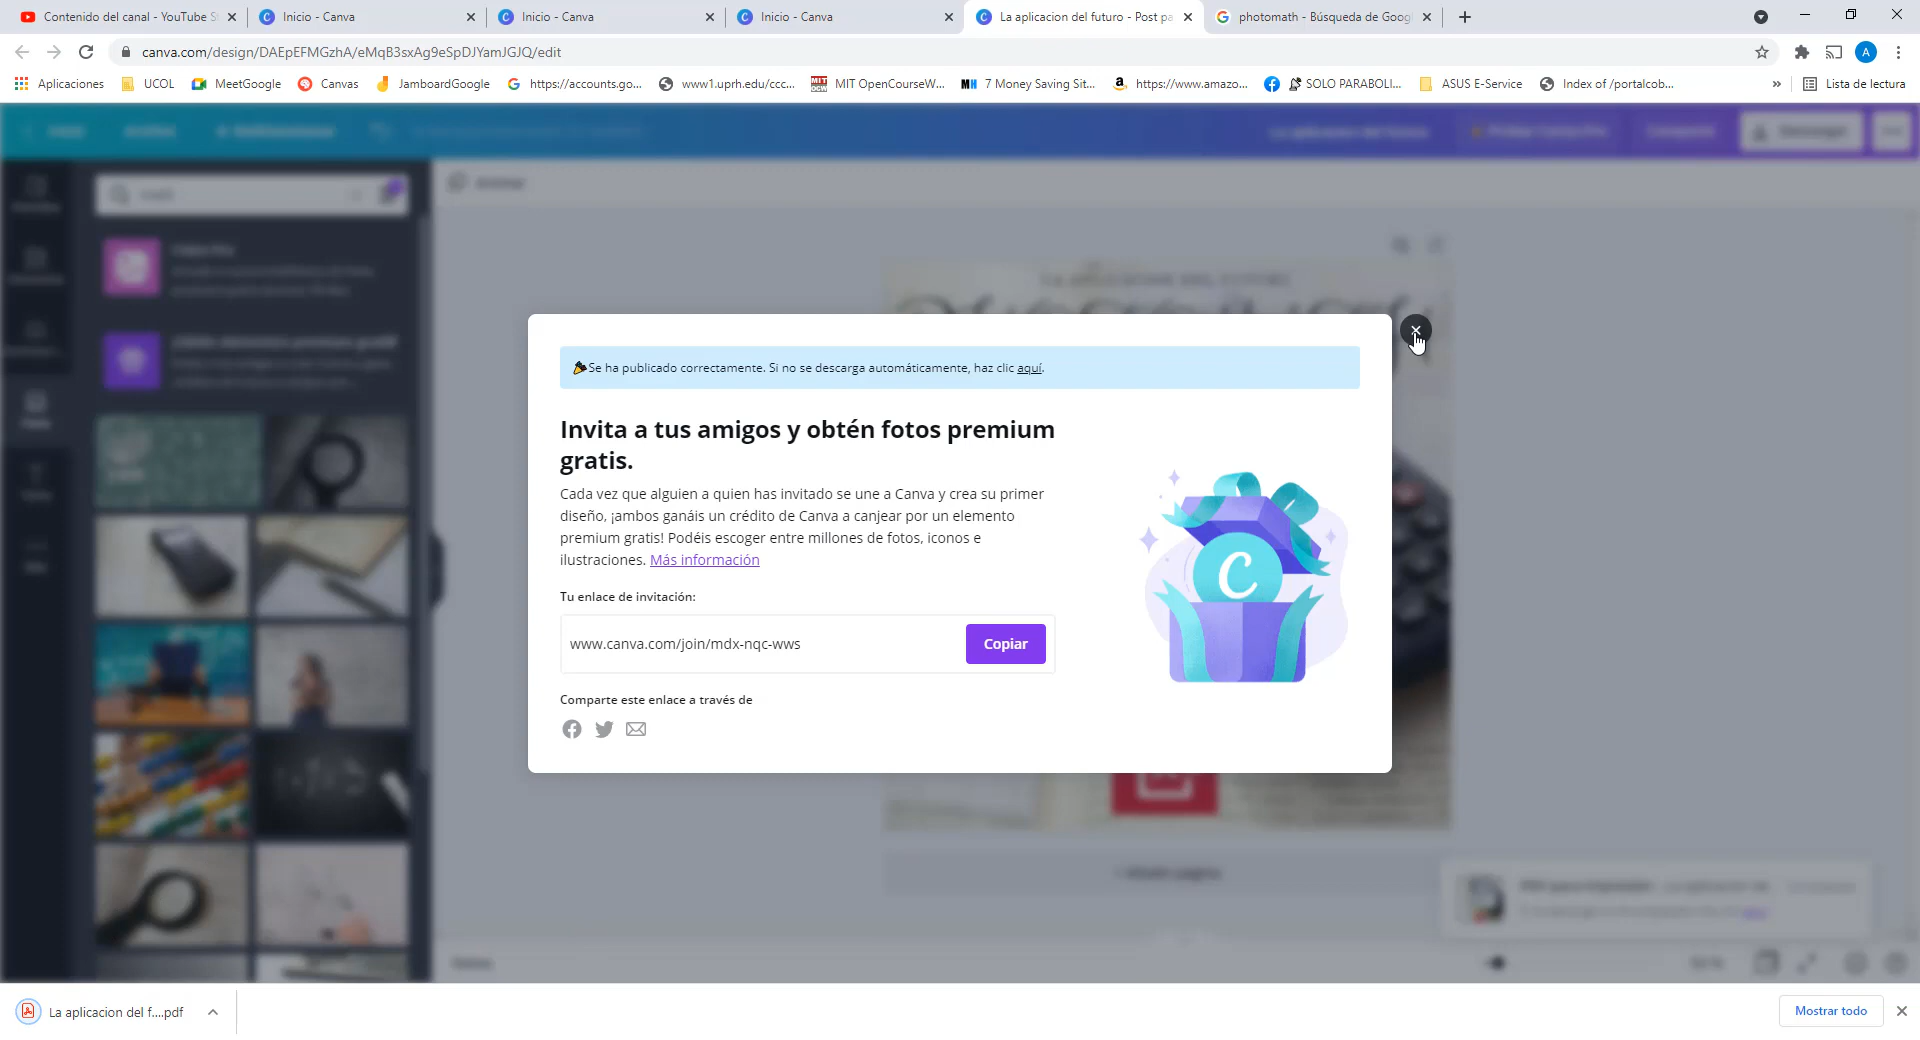 Contenido del canal - YouTube S
Inicio - Canva
Inicio - Canva
Inicio - Canva
La aplicacion del futuro - Post pa
photomath - Búsqueda de Goog
canva.com/design/DAEpEFMGzhA/eMqB3sxAg9eSpDJYamJGJQ/edit
A
Aplicaciones
UCOL
MeetGoogle
Canvas
JamboardGoogle
https://accounts.go...
www1.uprh.edu/ccc...
MIT OpenCourseW...
7 Money Saving Sit...
https://www.amazo...
SOLO PARABOLI...
ASUS E-Service
Index of /portalcob...
»
Lista de lectura
Se ha publicado correctamente. Si no se descarga automáticamente, haz clic aquí.
Invita a tus amigos y obtén fotos premium
gratis.
Cada vez que alguien a quien has invitado se une a Canva y crea su primer
diseño, ¡ambos ganáis un crédito de Canva a canjear por un elemento
premium gratis! Podéis escoger entre millones de fotos, iconos e
ilustraciones. Más información
Tu enlace de invitación:
www.canva.com/join/mdx-nqc-wws
Copiar
Comparte este enlace a través de
La aplicacion del f....pdf
Mostrar todo